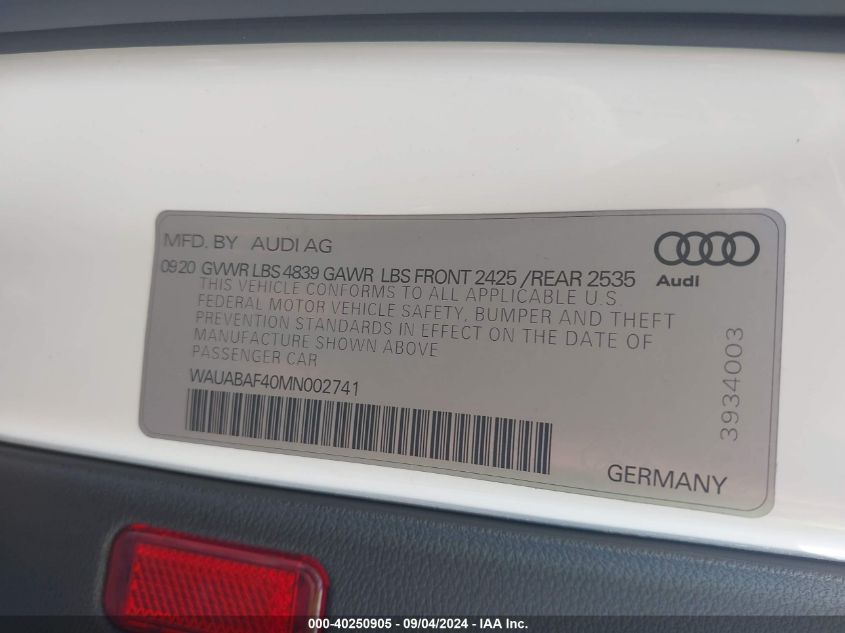 MFD. BY AUDI AG
Audi
09 20 GVWR LBS 4839 GAWR LBS FRONT 2425 /REAR 2535
THIS VEHICLE CONFORMS TO ALL APPLICABLE U.S.
FEDERAL MOTOR VEHICLE SAFETY, BUMPER AND THEFT
PREVENTION STANDARDS IN EFFECT ON THE DATE OF
MANUFACTURE SHOWN ABOVE
PASSENGER CAR
WAUABAF40MN002741
3934003
GERMANY
000-40250905 - 09/04/2024 - IAA Inc.